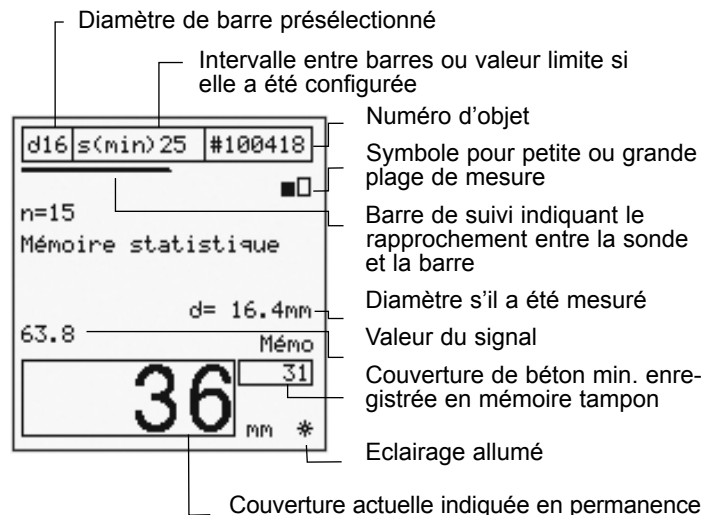 Diamètre de barre présélectionné
Intervalle entre barres ou valeur limite si
elle a été configurée
d16 s(min)25 #100418
Numéro d'objet
Symbole pour petite ou grande
plage de mesure
n=15
Barre de suivi indiquant le
rapprochement entre la sonde
et la barre
Mémoire statistique
d= 16.4mm
Diamètre s'il a été mesuré
63.8
Valeur du signal
Mémo
31
Couverture de béton min. enre-
gistrée en mémoire tampon
36
mm
Eclairage allumé
Couverture actuelle indiquée en permanence